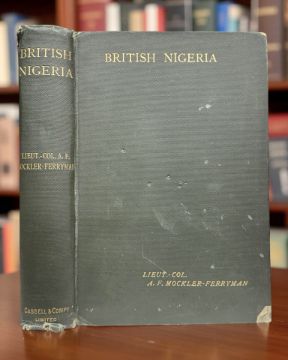 BRITISH
NIGERIA
LIEUT.-COL. A. F.
MOCKLER-FERRYMAN
CASSELL & COMPY
LIMITED
BRITISH NIGERIA
LIEUT.-COL.
A. F. MOCKLER-FERRYMAN